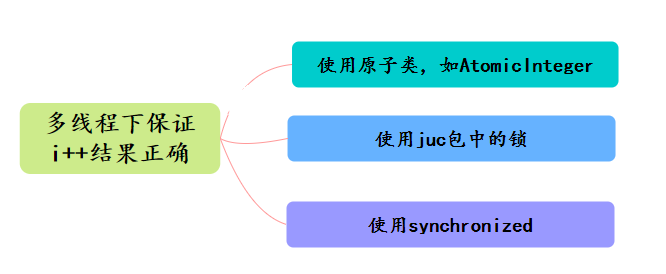 多线程下保证
i++结果正确
使用原子类，如AtomicInteger
使用juc包中的锁
使用synchronized